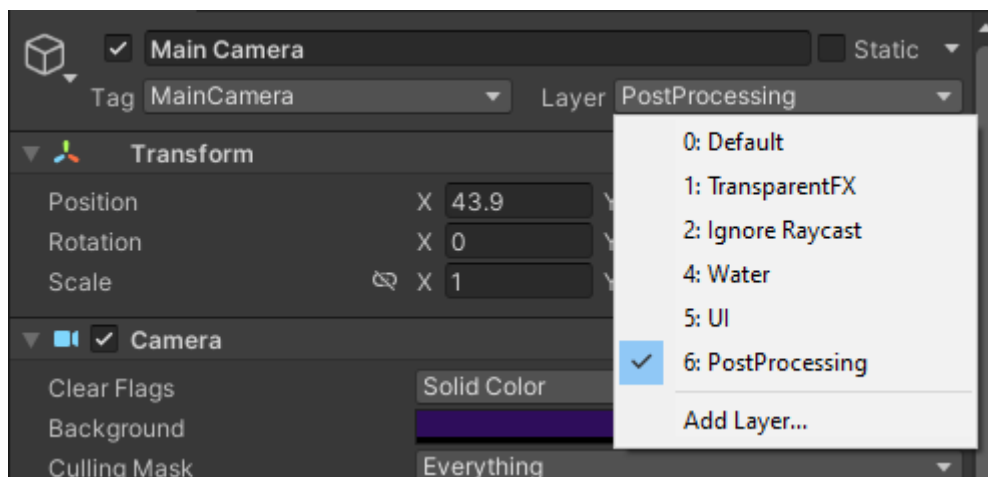 Main Camera Static
Tag MainCamera Layer PostProcessing
0: Default
1: TransparentFX
2: Ignore Raycast
4: Water
5: UI
6: PostProcessing
Add Layer...
Transform
Position X 43.9 Y
Rotation X 0 Y
Scale X 1 Y
Camera
Clear Flags Solid Color
Background
Culling Mask Everything